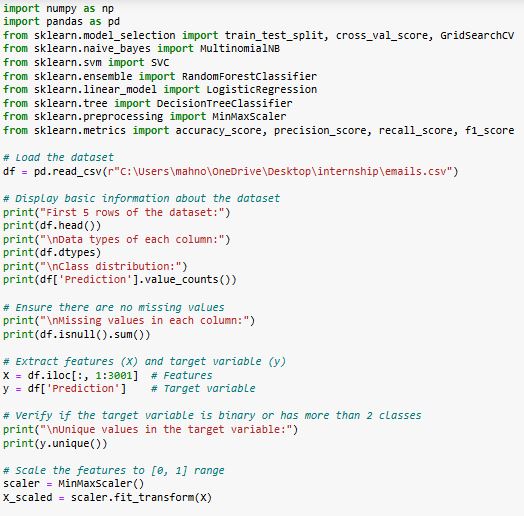 import numpy as np
import pandas as pd
from sklearn.model_selection import train_test_split, cross_val_score, GridSearchCV
from sklearn.naive_bayes import MultinomialNB
from sklearn.svm import SVC
from sklearn.ensemble import RandomForestClassifier
from sklearn.linear_model import LogisticRegression
from sklearn.tree import DecisionTreeClassifier
from sklearn.preprocessing import MinMaxScaler
from sklearn.metrics import accuracy_score, precision_score, recall_score, f1_score

# Load the dataset
df = pd.read_csv(r"C:\Users\mahno\OneDrive\Desktop\internship\emails.csv")

# Display basic information about the dataset
print("First 5 rows of the dataset:")
print(df.head())
print("\nData types of each column:")
print(df.dtypes)
print("\nClass distribution:")
print(df['Prediction'].value_counts())

# Ensure there are no missing values
print("\nMissing values in each column:")
print(df.isnull().sum())

# Extract features (X) and target variable (y)
X = df.iloc[:, 1:3001]  # Features
y = df['Prediction']    # Target variable

# Verify if the target variable is binary or has more than 2 classes
print("\nUnique values in the target variable:")
print(y.unique())

# Scale the features to [0, 1] range
scaler = MinMaxScaler()
X_scaled = scaler.fit_transform(X)